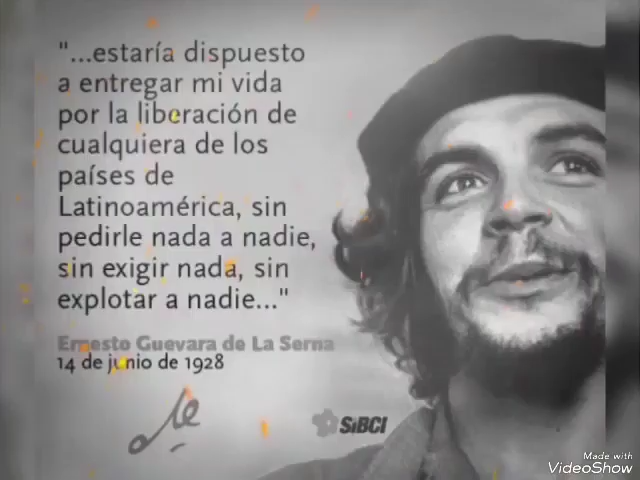 "...estaría dispuesto
a entregar mi vida
por la liberación de
cualquiera de los
países de
Latinoamérica, sin
pedirle nada a nadie,
sin exigir nada, sin
explotar a nadie..."
Ernesto Guevara de La Serna
14 de junio de 1928
Che
SiBCI
Made with
VideoShow